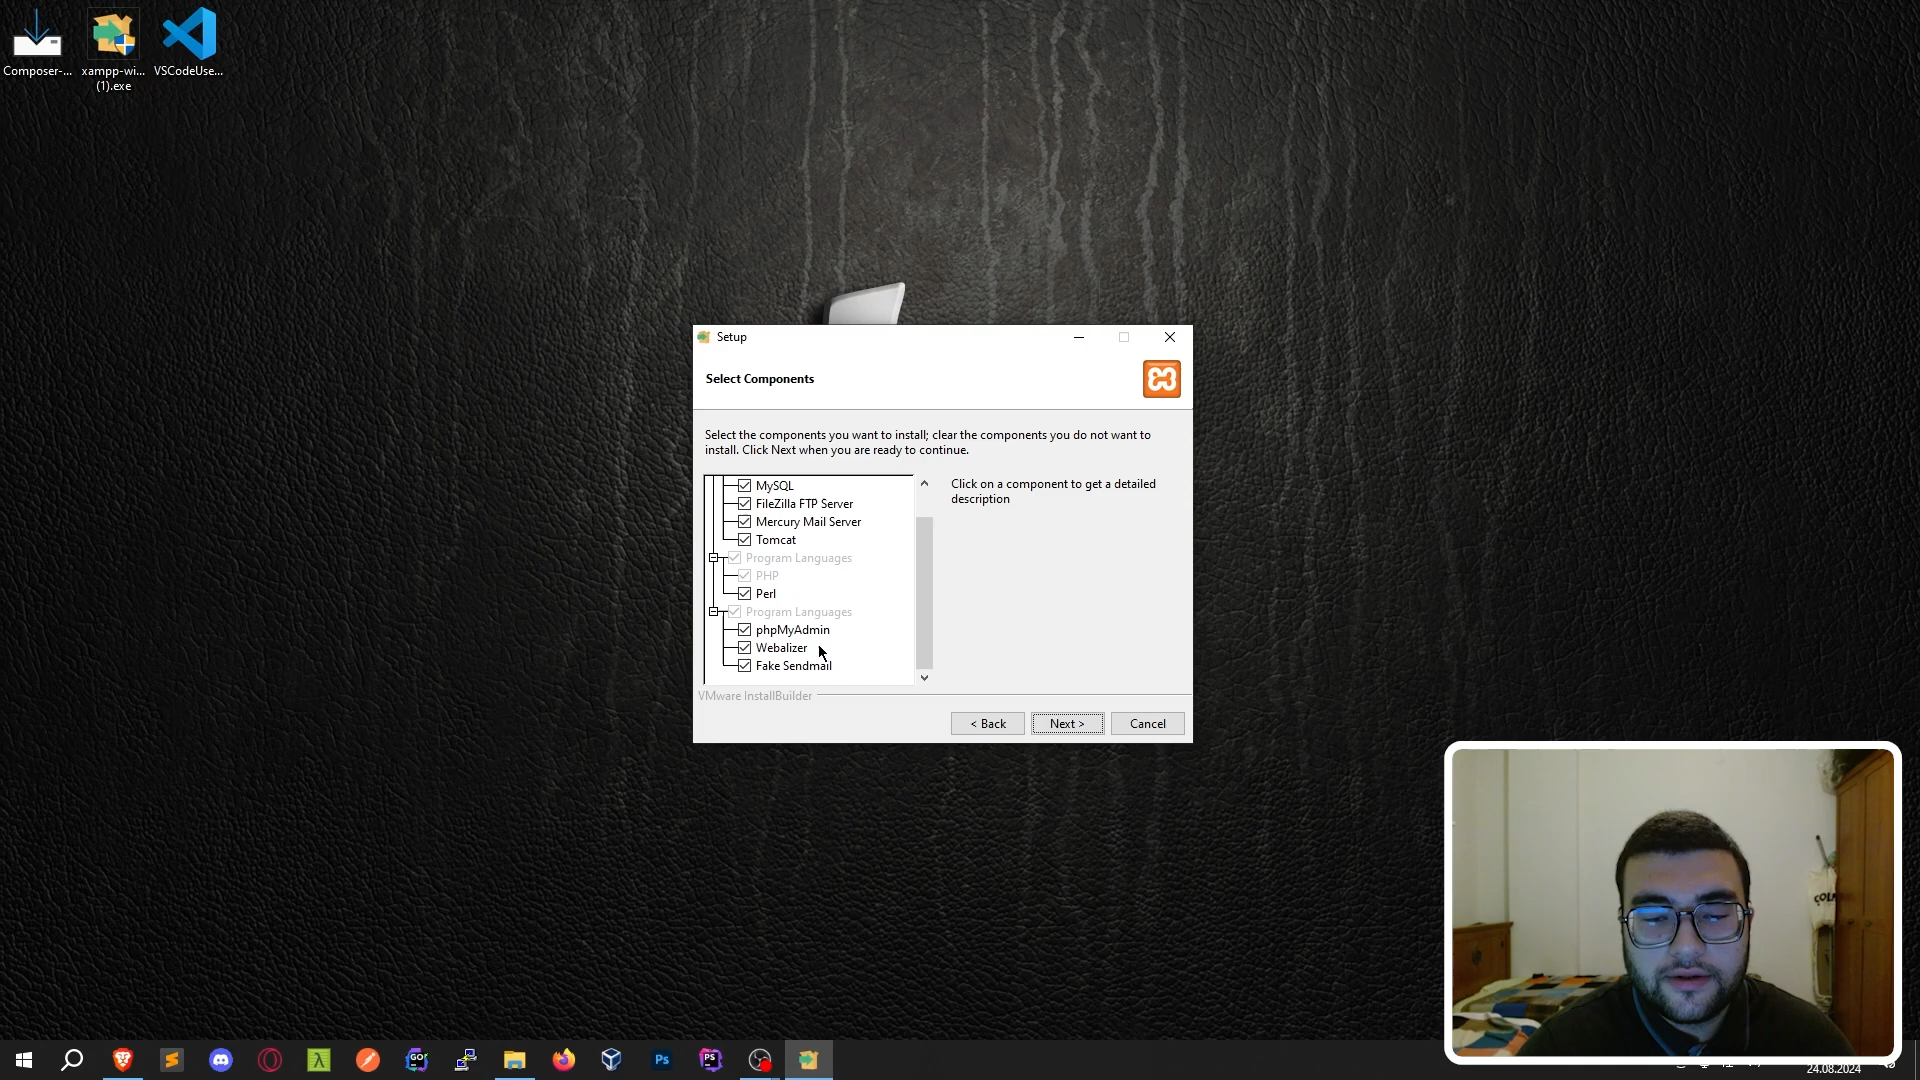 Composer-...
xampp-wi...
(1).exe
VSCodeUse...
Setup
Select Components
Select the components you want to install; clear the components you do not want to
install. Click Next when you are ready to continue.
MySQL
FileZilla FTP Server
Mercury Mail Server
Tomcat
Program Languages
PHP
Perl
Program Languages
phpMyAdmin
Webalizer
Fake Sendmail
Click on a component to get a detailed
description
VMware InstallBuilder
< Back
Next >
Cancel
GO
Ps
PS
24.08.2024